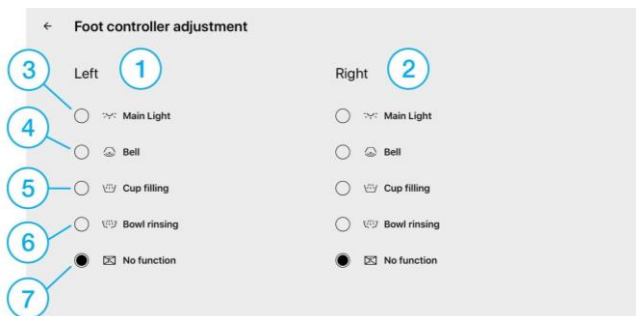 ← Foot controller adjustment
3 Left 1 Right 2
Main Light Main Light
4 Bell Bell
5 Cup filling Cup filling
6 Bowl rinsing Bowl rinsing
No function No function
7